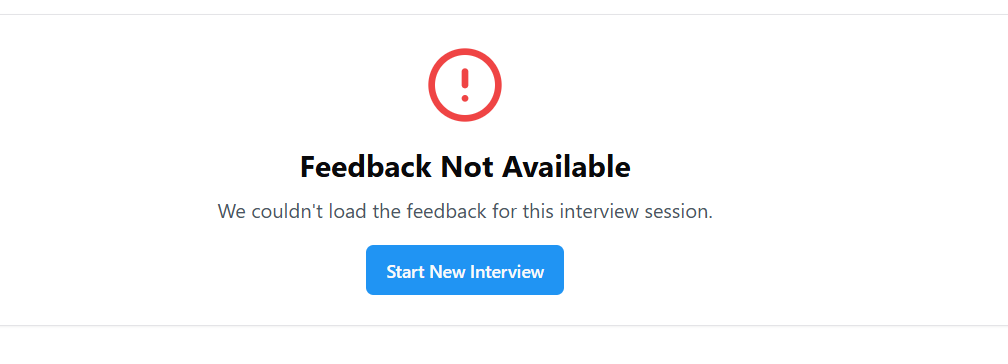 Feedback Not Available
We couldn't load the feedback for this interview session.
Start New Interview